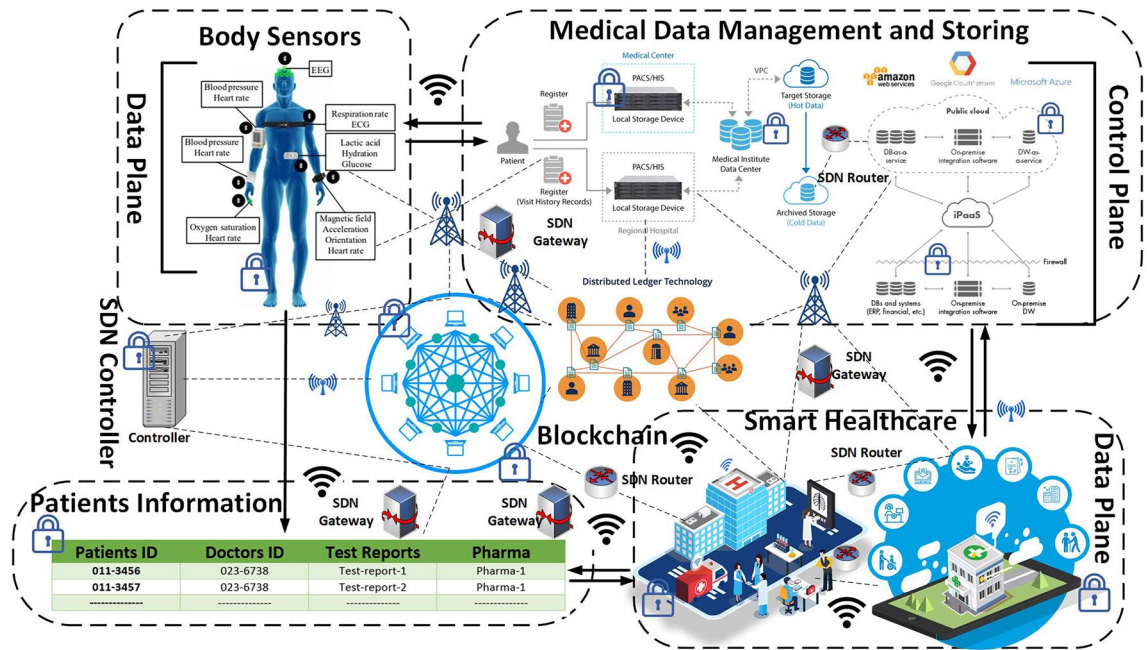 Body Sensors
Medical Data Management and Storing
Data Plane
EEG
Blood pressure
Heart rate
Respiration rate
ECG
Blood pressure
Heart rate
Lactic acid
Hydration
Glucose
Oxygen saturation
Heart rate
Magnetic field
Acceleration
Orientation
Heart rate
Medical Center
PACS/HIS
Local Storage Device
Register
Patient
Register
(Visit History Records)
PACS/HIS
Local Storage Device
Regional Hospital
VPC
Target Storage
(Hot Data)
Medical Institute
Data Center
Archived Storage
(Cold Data)
SDN Router
amazon
web services
Google Cloud Platform
Microsoft Azure
Public cloud
DB-as-a
-service
On-premise
integration software
DW-as-
a-service
iPaaS
Firewall
DBs and systems
(ERP, financial, etc.)
On-premise
integration software
On-premise
DW
Control Plane
SDN
Gateway
Distributed Ledger Technology
SDN Controller
Controller
Blockchain
SDN
Gateway
Smart Healthcare
SDN Router
SDN Router
Data Plane
H
Patients Information
SDN
Gateway
SDN
Gateway
Patients ID Doctors ID Test Reports Pharma
011-3456 023-6738 Test-report-1 Pharma-1
011-3457 023-6738 Test-report-2 Pharma-1
------------- ------------- ------------- -------------